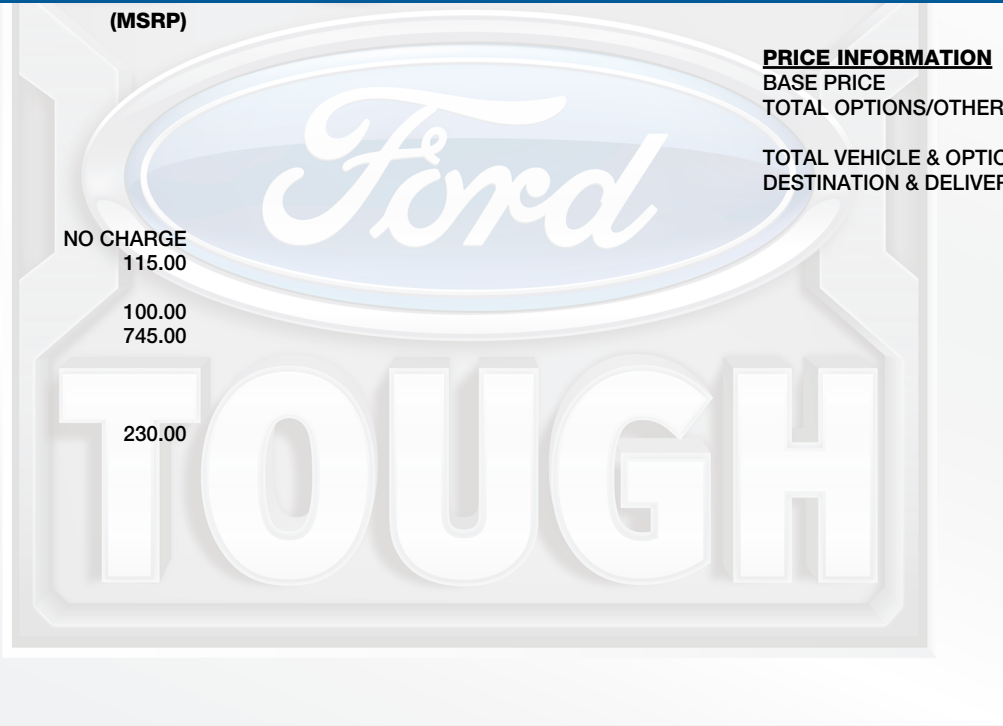 (MSRP)
PRICE INFORMATION
BASE PRICE
TOTAL OPTIONS/OTHER
TOTAL VEHICLE & OPTIO
DESTINATION & DELIVER
NO CHARGE
115.00
100.00
745.00
230.00
Ford
TOUGH